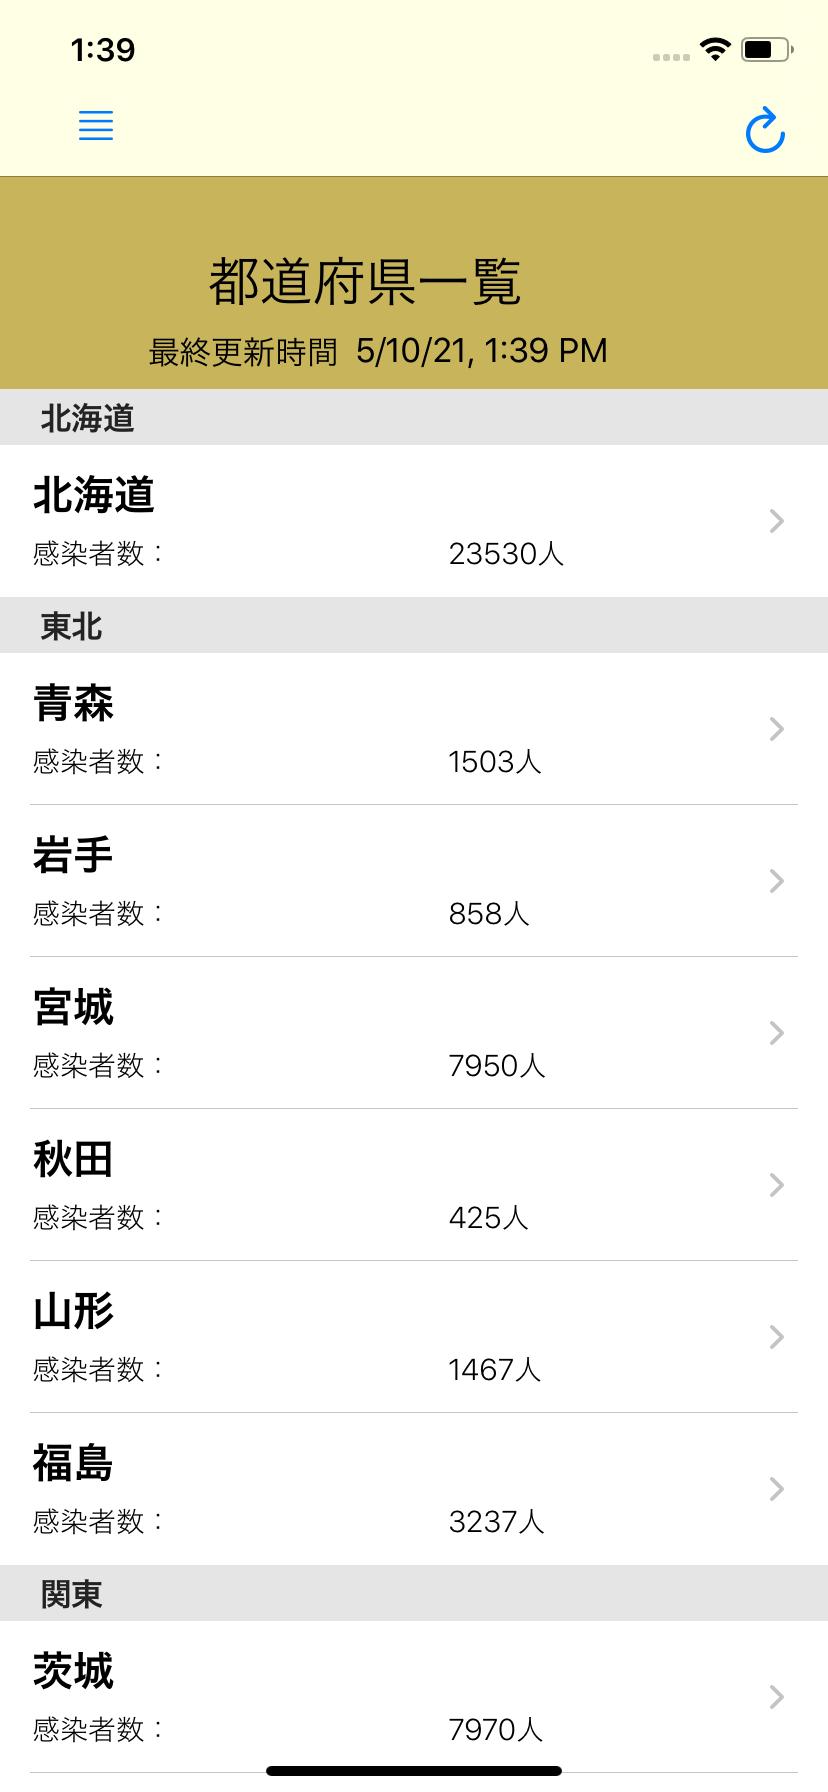 1:39
都道府県一覧
最終更新時間 5/10/21, 1:39 PM
北海道
北海道
感染者数： 23530人
東北
青森
感染者数： 1503人
岩手
感染者数： 858人
宮城
感染者数： 7950人
秋田
感染者数： 425人
山形
感染者数： 1467人
福島
感染者数： 3237人
関東
茨城
感染者数： 7970人